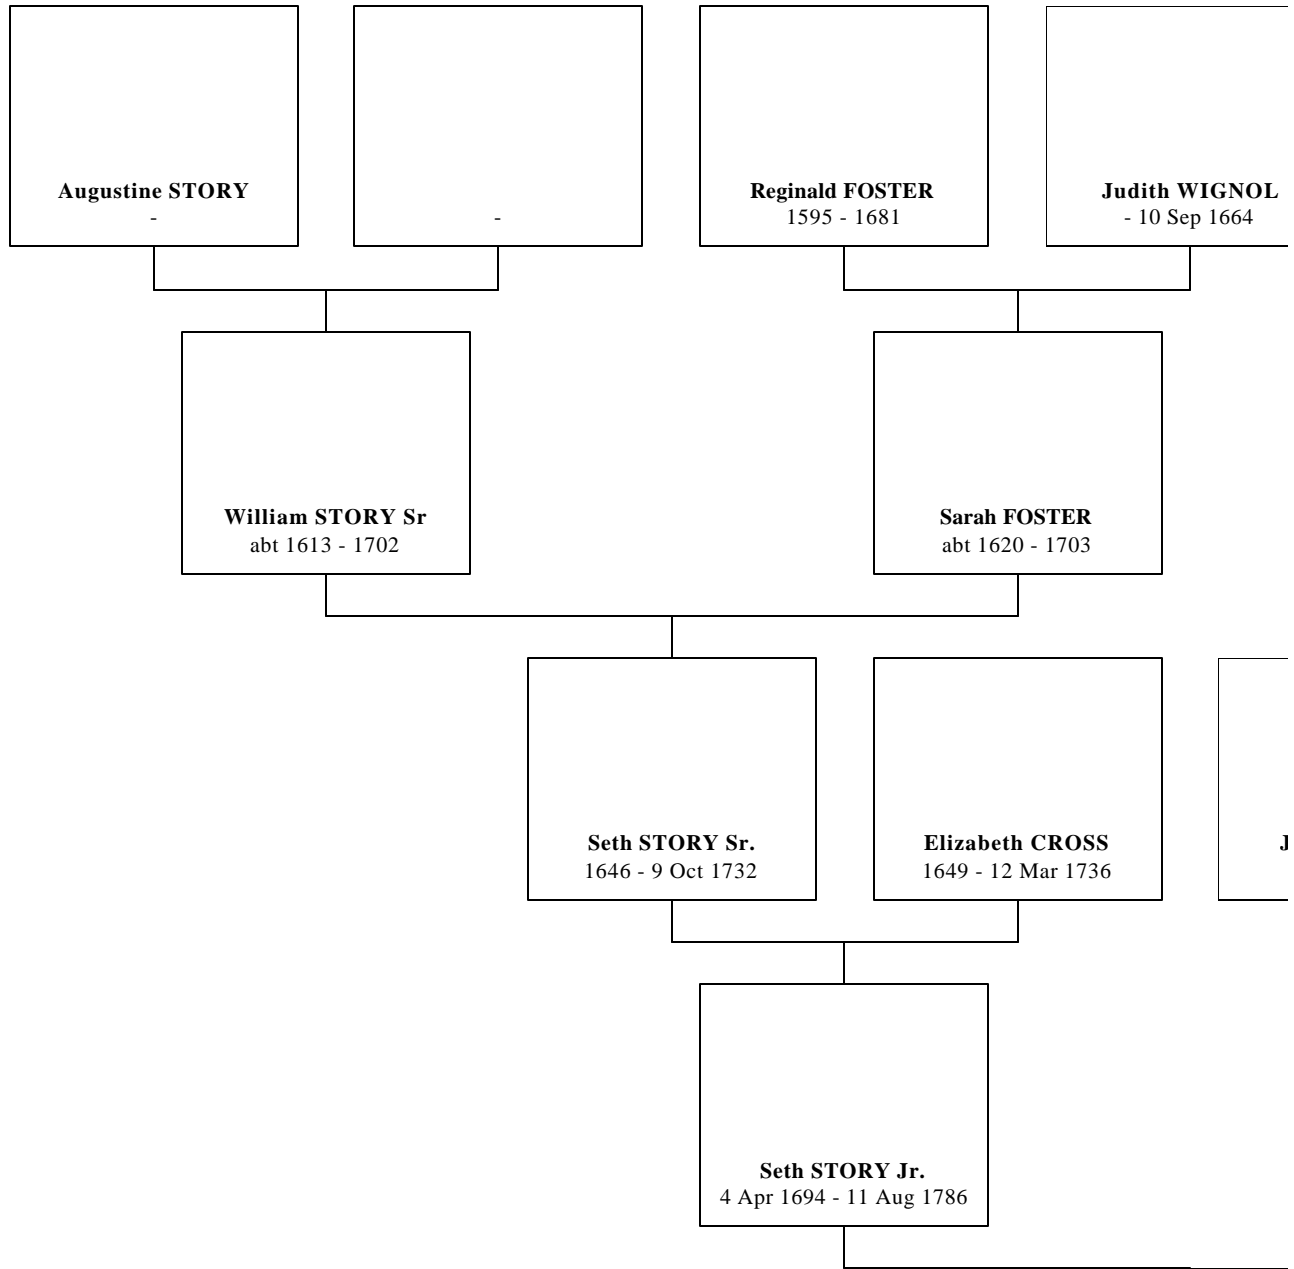 Augustine STORY
-
-
Reginald FOSTER
1595 - 1681
Judith WIGNOL
- 10 Sep 1664
William STORY Sr
abt 1613 - 1702
Sarah FOSTER
abt 1620 - 1703
Seth STORY Sr.
1646 - 9 Oct 1732
Elizabeth CROSS
1649 - 12 Mar 1736
J
Seth STORY Jr.
4 Apr 1694 - 11 Aug 1786